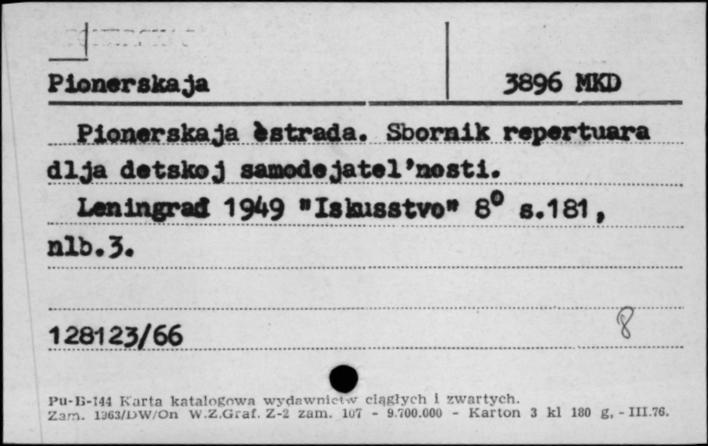 Pionerskaja 3896 MKD
Pionerskaja èstrada. Sbornik repertuara
dlja detskoj samodejatel'nosti.
Leningrad 1949 "Iskusstvo" 8° s.181,
nlb.3.
128123/66 8
Pu-B-144 Karta katalogowa wydawnictw ciągłych i zwartych.
Zam. 1363/DW/On W.Z.Graf. Z-2 zam. 107 - 9.700.000 - Karton 3 kl 180 g. - III.76.